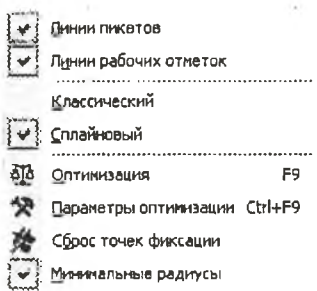 Линии пикетов
Линии рабочих отметок
Классический
Сплайновый
Оптимизация F9
Параметры оптимизации Ctrl+F9
Сброс точек фиксации
Минимальные радиусы